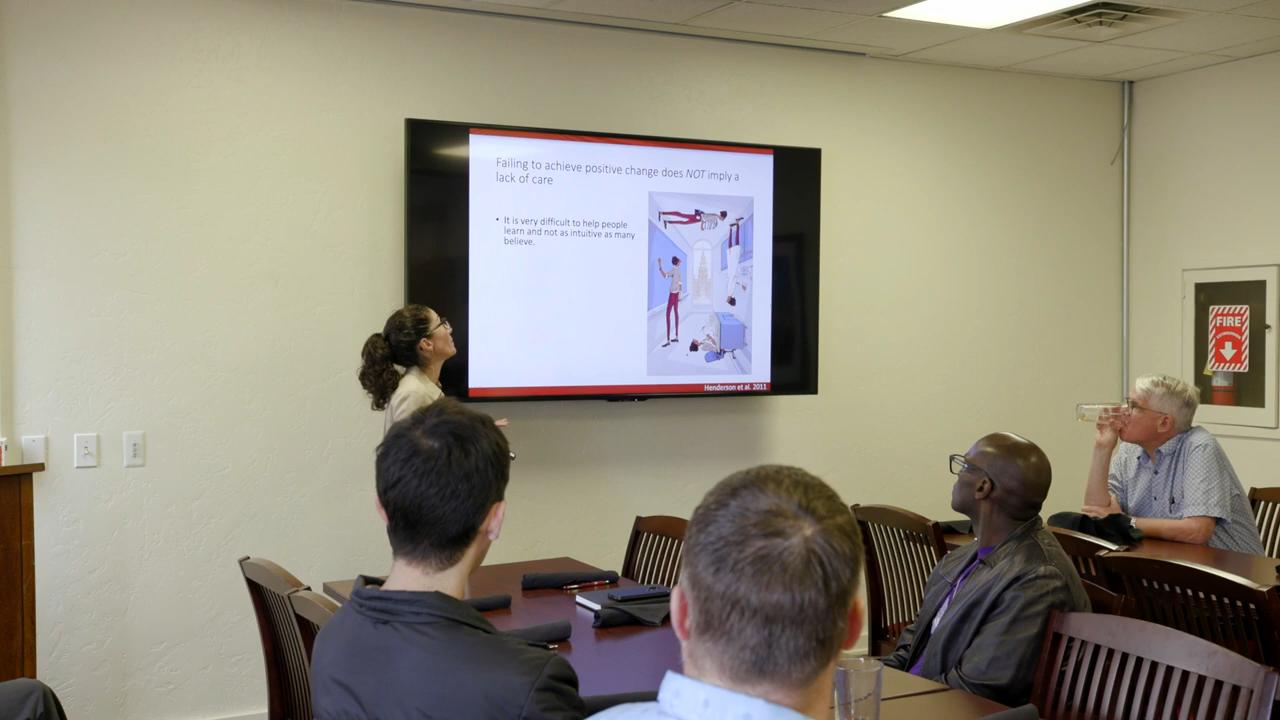 Failing to achieve positive change does NOT imply a
lack of care
• It is very difficult to help people
learn and not as intuitive as many
believe.
Henderson et al. 2011
FIRE